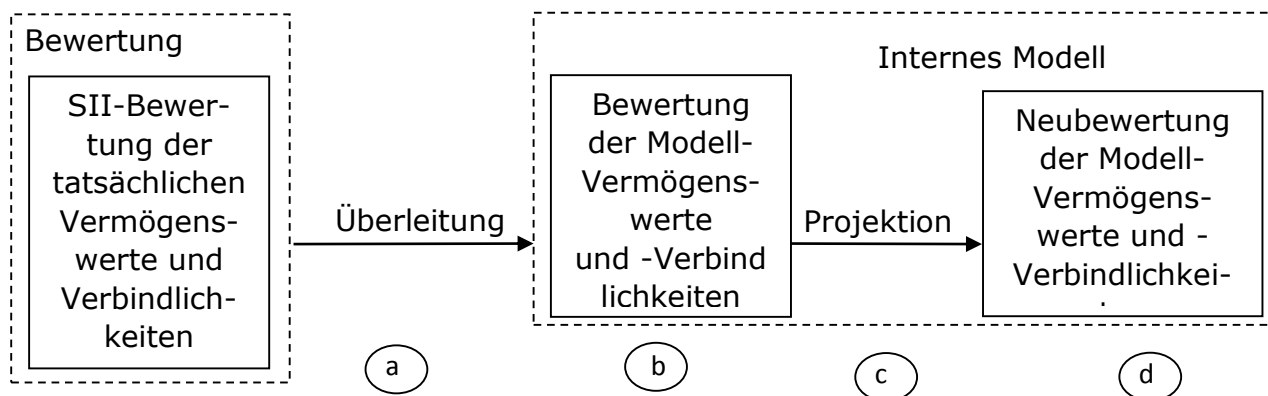 Bewertung
SII-Bewer-
tung der
tatsächlichen
Vermögens-
werte und
Verbindlich-
keiten
Überleitung
Internes Modell
Bewertung
der Modell-
Vermögens-
werte
und -Verbind
lichkeiten
Projektion
Neubewertung
der Modell-
Vermögens-
werte und -
Verbindlichkei-
a
b
c
d